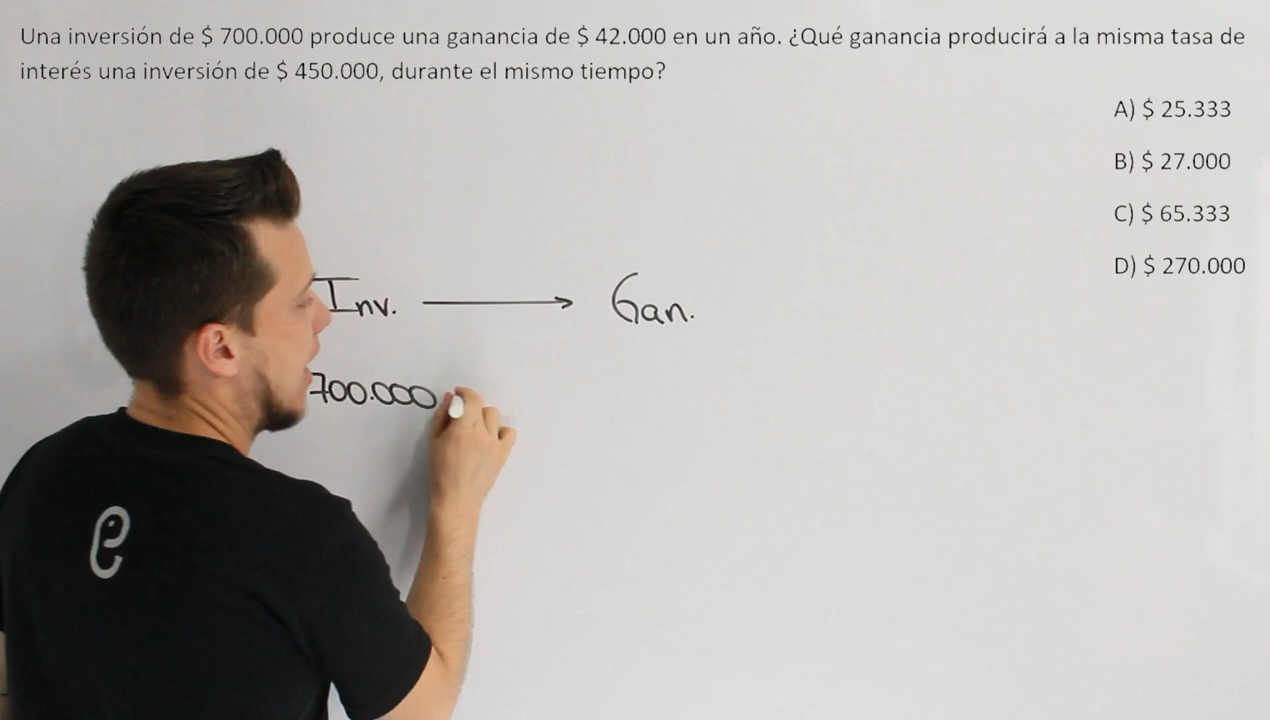 Una inversión de $ 700.000 produce una ganancia de $ 42.000 en un año. ¿Qué ganancia producirá a la misma tasa de
interés una inversión de $ 450.000, durante el mismo tiempo?
A) $ 25.333
B) $ 27.000
C) $ 65.333
D) $ 270.000
Inv. → Gan.
700.000